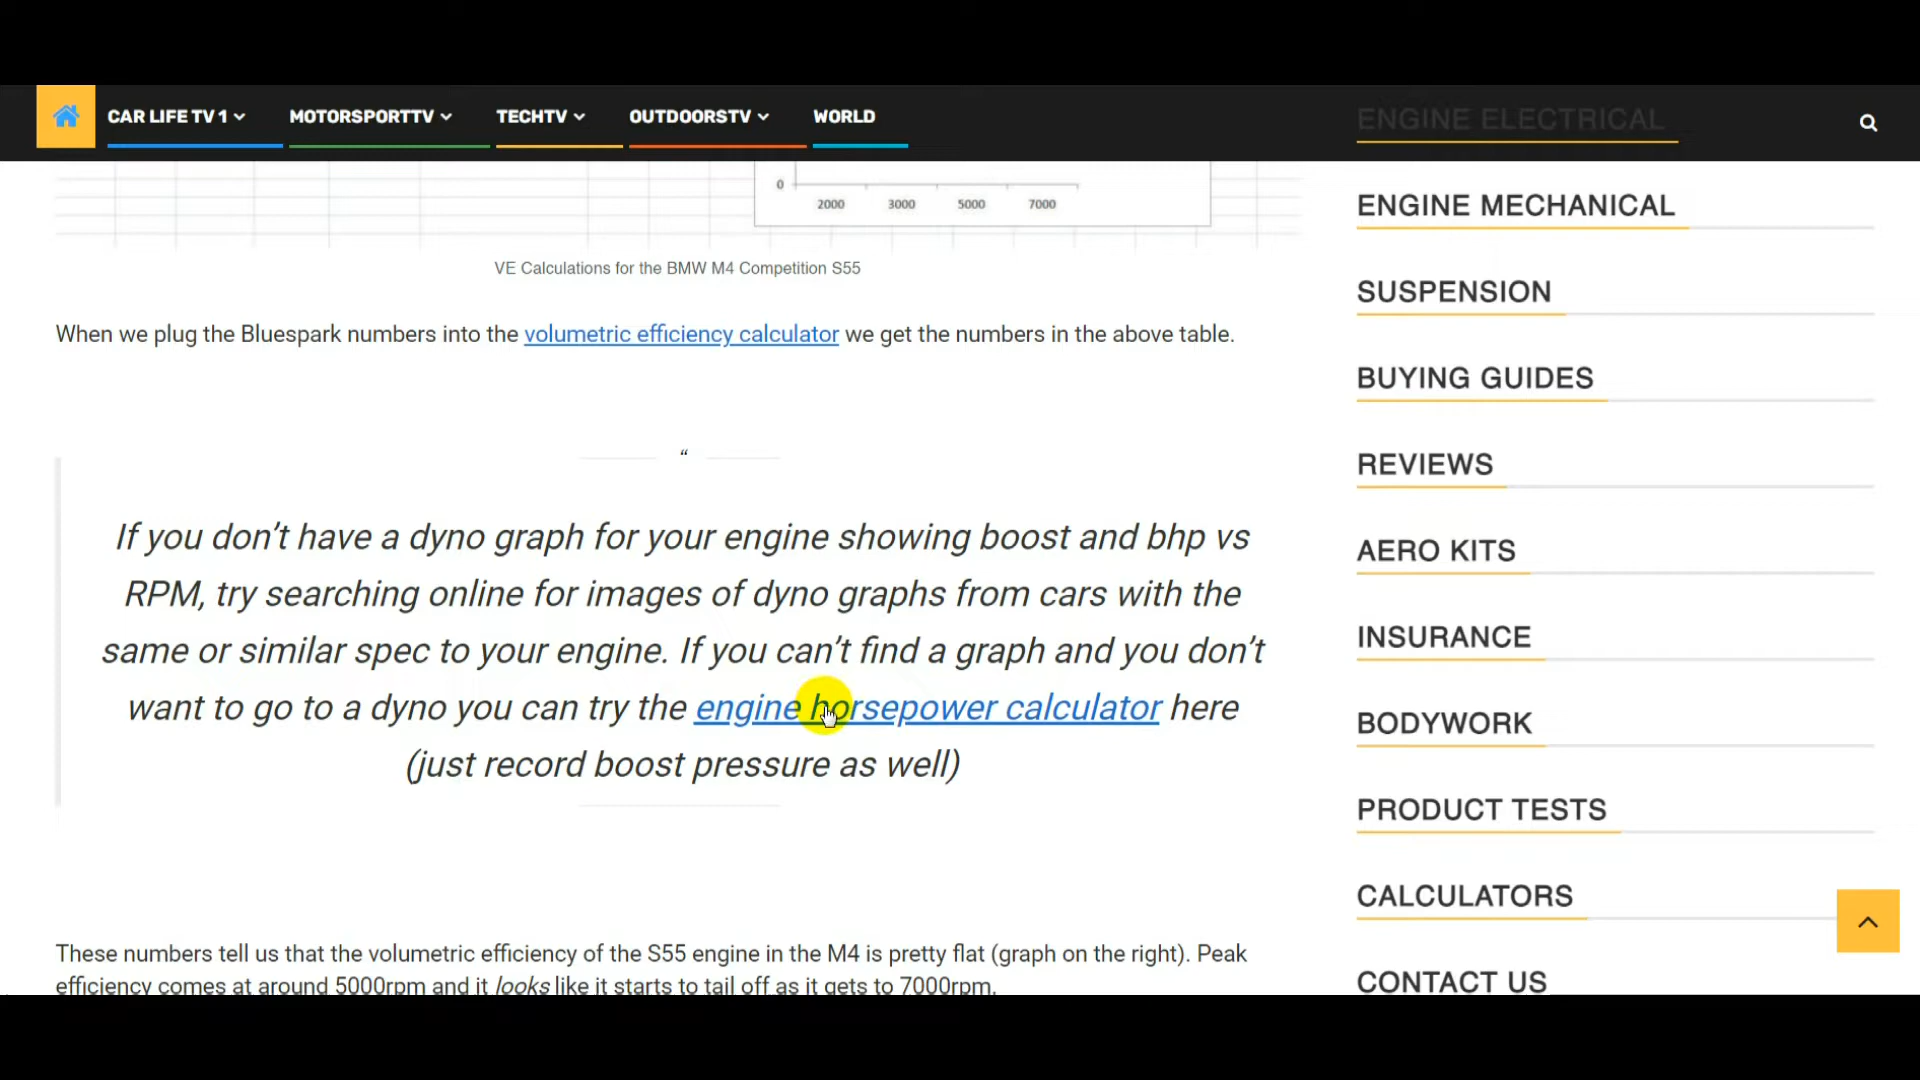 CAR LIFE TV 1
MOTORSPORTTV
TECHTV
OUTDOORSTV
WORLD
ENGINE ELECTRICAL
0
2000 3000 5000 7000
VE Calculations for the BMW M4 Competition S55
When we plug the Bluespark numbers into the volumetric efficiency calculator we get the numbers in the above table.
“
If you don’t have a dyno graph for your engine showing boost and bhp vs
RPM, try searching online for images of dyno graphs from cars with the
same or similar spec to your engine. If you can’t find a graph and you don’t
want to go to a dyno you can try the engine horsepower calculator here
(just record boost pressure as well)
These numbers tell us that the volumetric efficiency of the S55 engine in the M4 is pretty flat (graph on the right). Peak
efficiency comes at around 5000rpm and it looks like it starts to tail off as it gets to 7000rpm.
ENGINE MECHANICAL
SUSPENSION
BUYING GUIDES
REVIEWS
AERO KITS
INSURANCE
BODYWORK
PRODUCT TESTS
CALCULATORS
CONTACT US